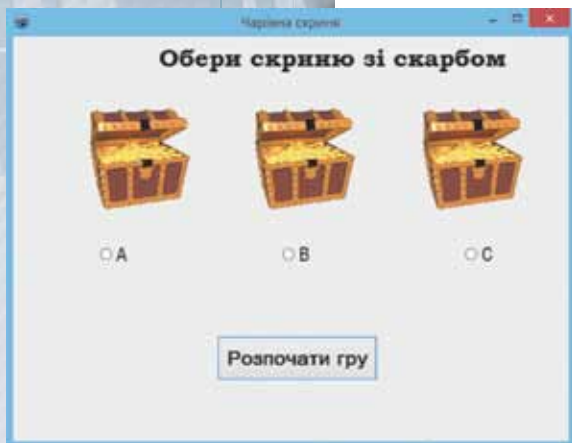 Чарівна скриня
Обери скриню зі скарбом
A B C
Розпочати гру